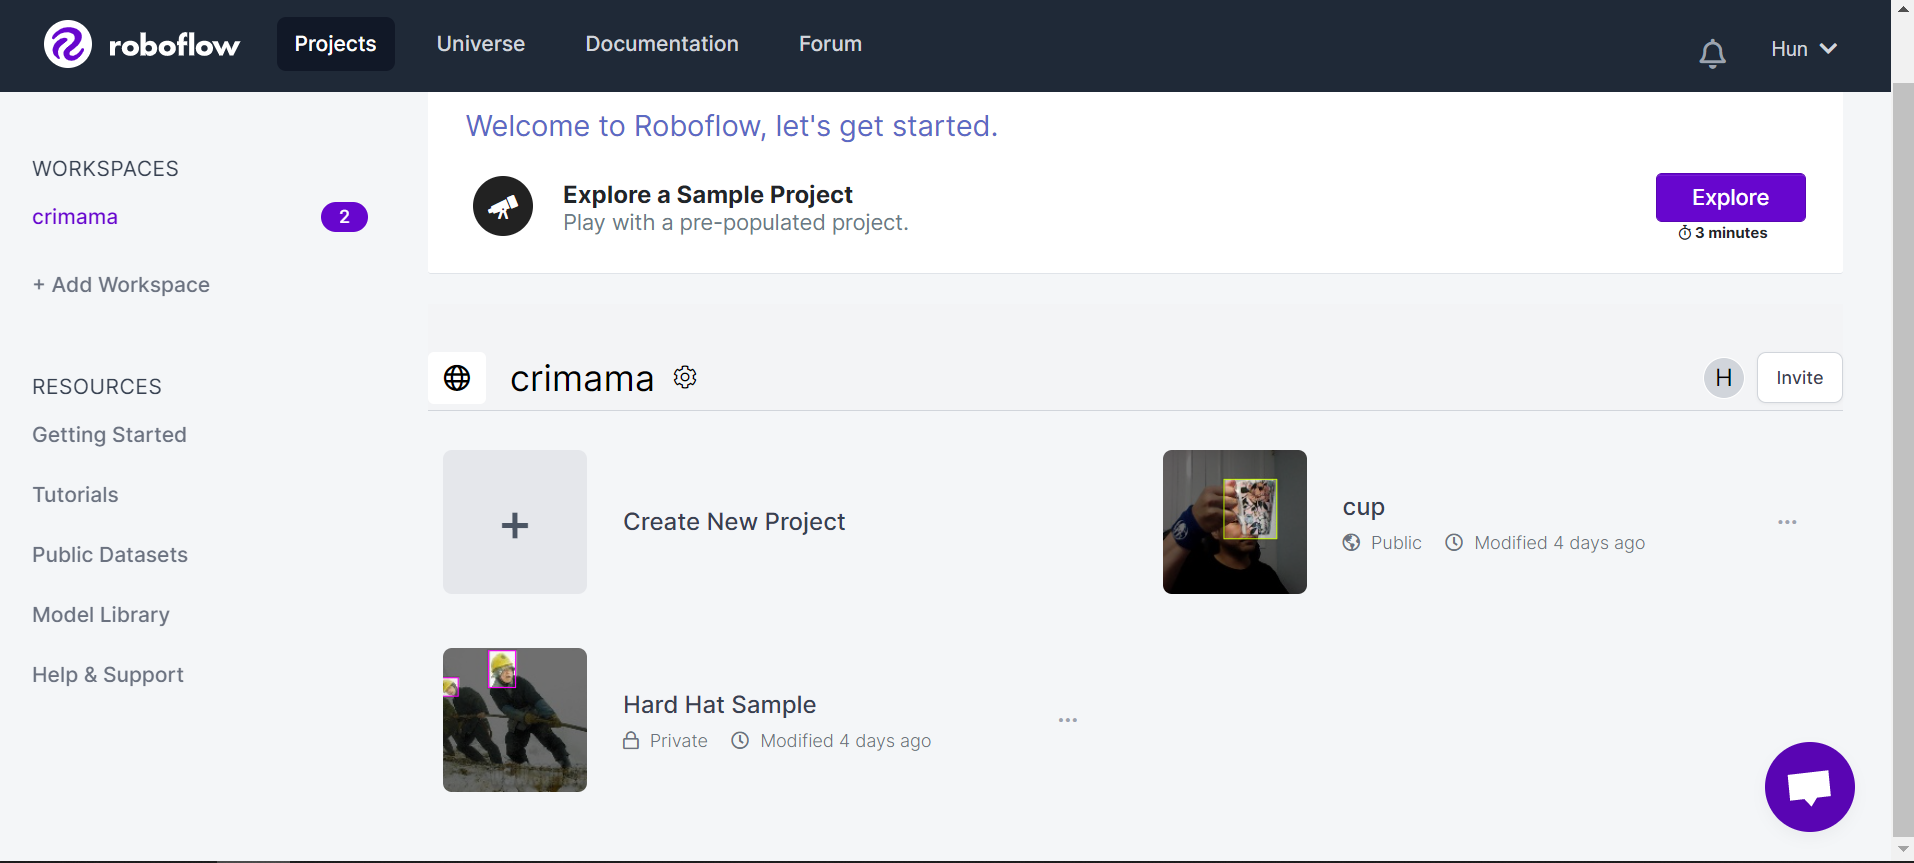 roboflow
Projects
Universe
Documentation
Forum
Hun
WORKSPACES
crimama
2
+ Add Workspace
RESOURCES
Getting Started
Tutorials
Public Datasets
Model Library
Help & Support
Welcome to Roboflow, let's get started.
Explore a Sample Project
Play with a pre-populated project.
Explore
3 minutes
crimama
H
Invite
Create New Project
cup
Public
Modified 4 days ago
Hard Hat Sample
Private
Modified 4 days ago